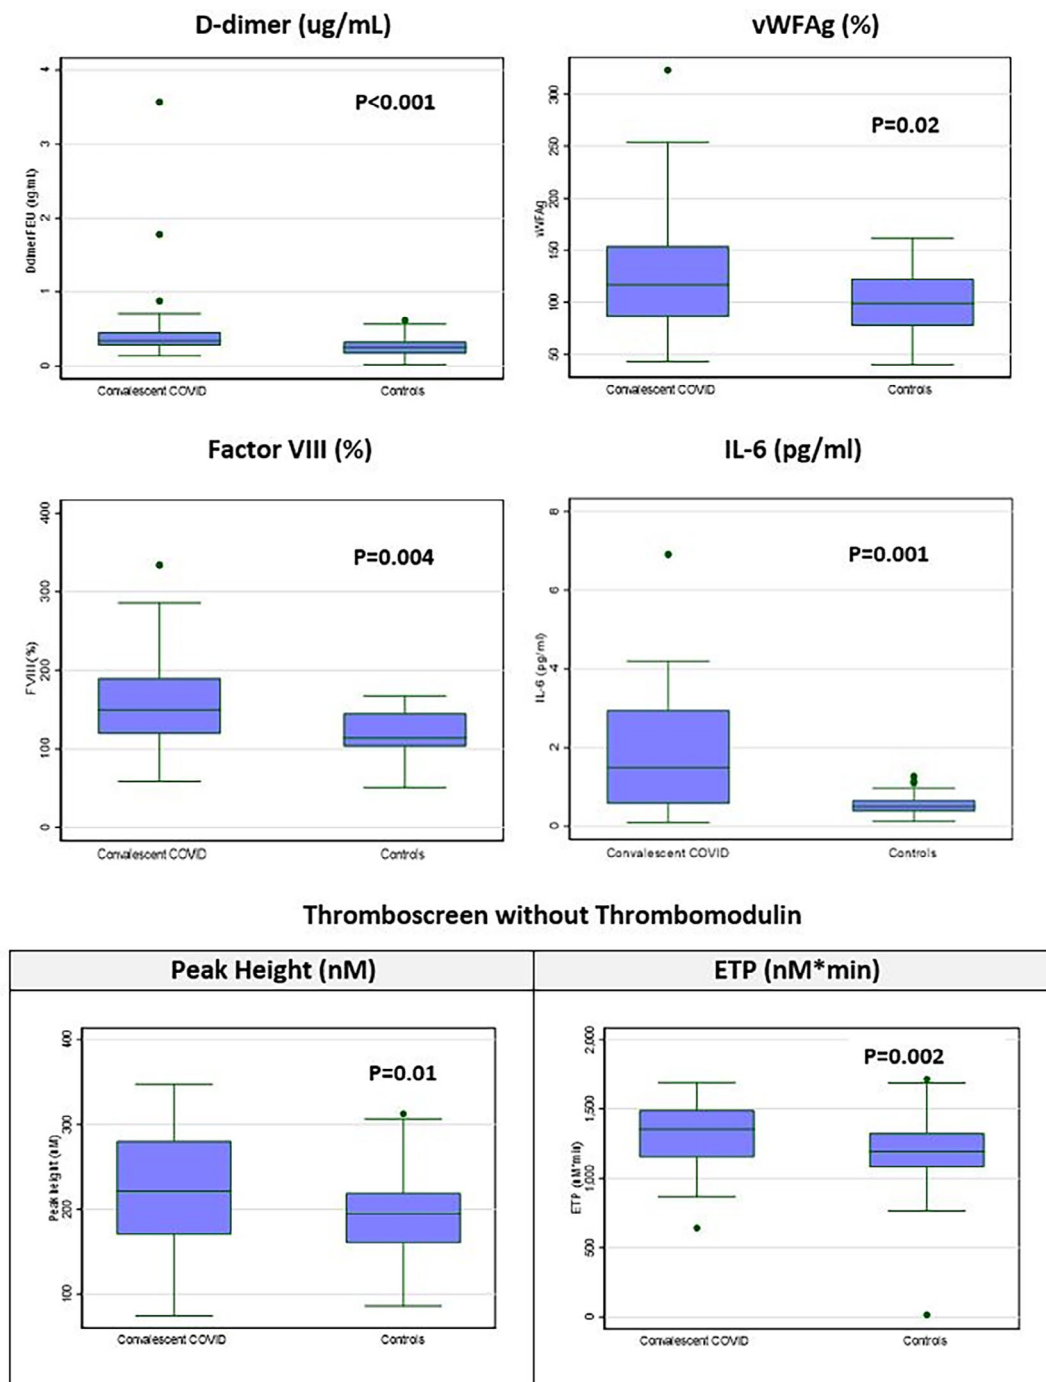 D-dimer (ug/mL)
vWFAg (%)
4
3
2
1
0
DdimerFEU (ug/mL)
P<0.001
Convalescent COVID
Controls
300
250
200
150
100
50
vWFAg
P=0.02
Convalescent COVID
Controls
Factor VIII (%)
IL-6 (pg/ml)
400
300
200
100
0
FVIII(%)
P=0.004
Convalescent COVID
Controls
8
6
4
2
0
IL-6 (pg/ml)
P=0.001
Convalescent COVID
Controls
Thromboscreen without Thrombomodulin
Peak Height (nM)
ETP (nM*min)
400
300
200
100
Peak height (nM)
P=0.01
Convalescent COVID
Controls
2,000
1,500
1,000
500
0
ETP (nM*min)
P=0.002
Convalescent COVID
Controls